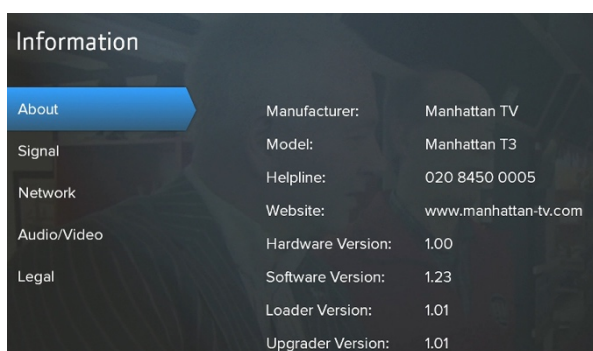 Information
About
Signal
Network
Audio/Video
Legal
Manufacturer: Manhattan TV
Model: Manhattan T3
Helpline: 020 8450 0005
Website: www.manhattan-tv.com
Hardware Version: 1.00
Software Version: 1.23
Loader Version: 1.01
Upgrader Version: 1.01